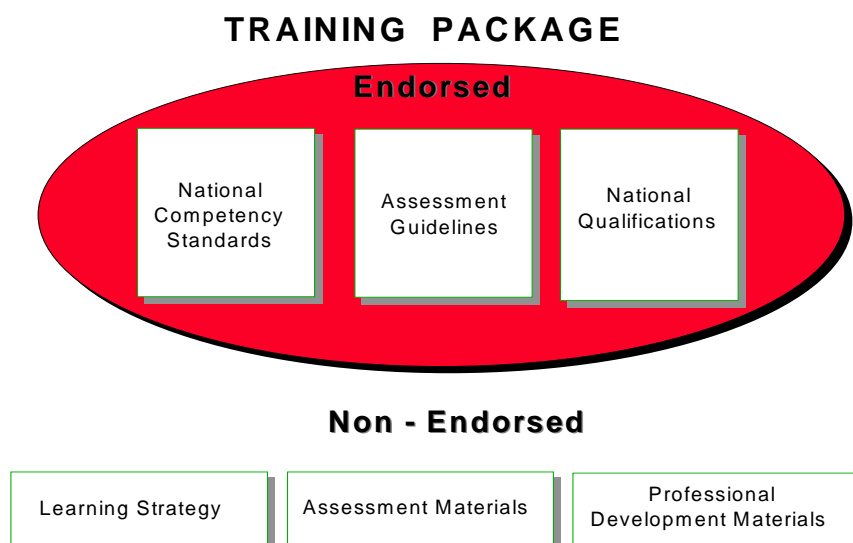 TRAINING PACKAGE
Endorsed
National
Competency
Standards
Assessment
Guidelines
National
Qualifications
Non - Endorsed
Learning Strategy
Assessment Materials
Professional
Development Materials